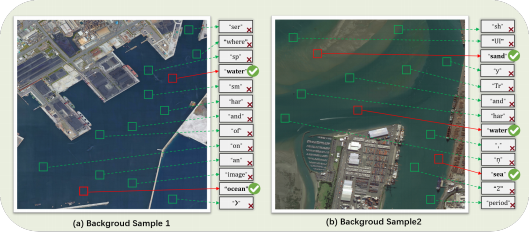 "ser"
"where"
"sp"
"water"
"sm"
"har"
"and"
"of"
"on"
"an"
"image"
"ocean"
(a) Backgroud Sample 1
"sh"
"sand"
"y"
"Tr"
"and"
"har"
"water"
"sea"
"2"
"period"
(b) Backgroud Sample2